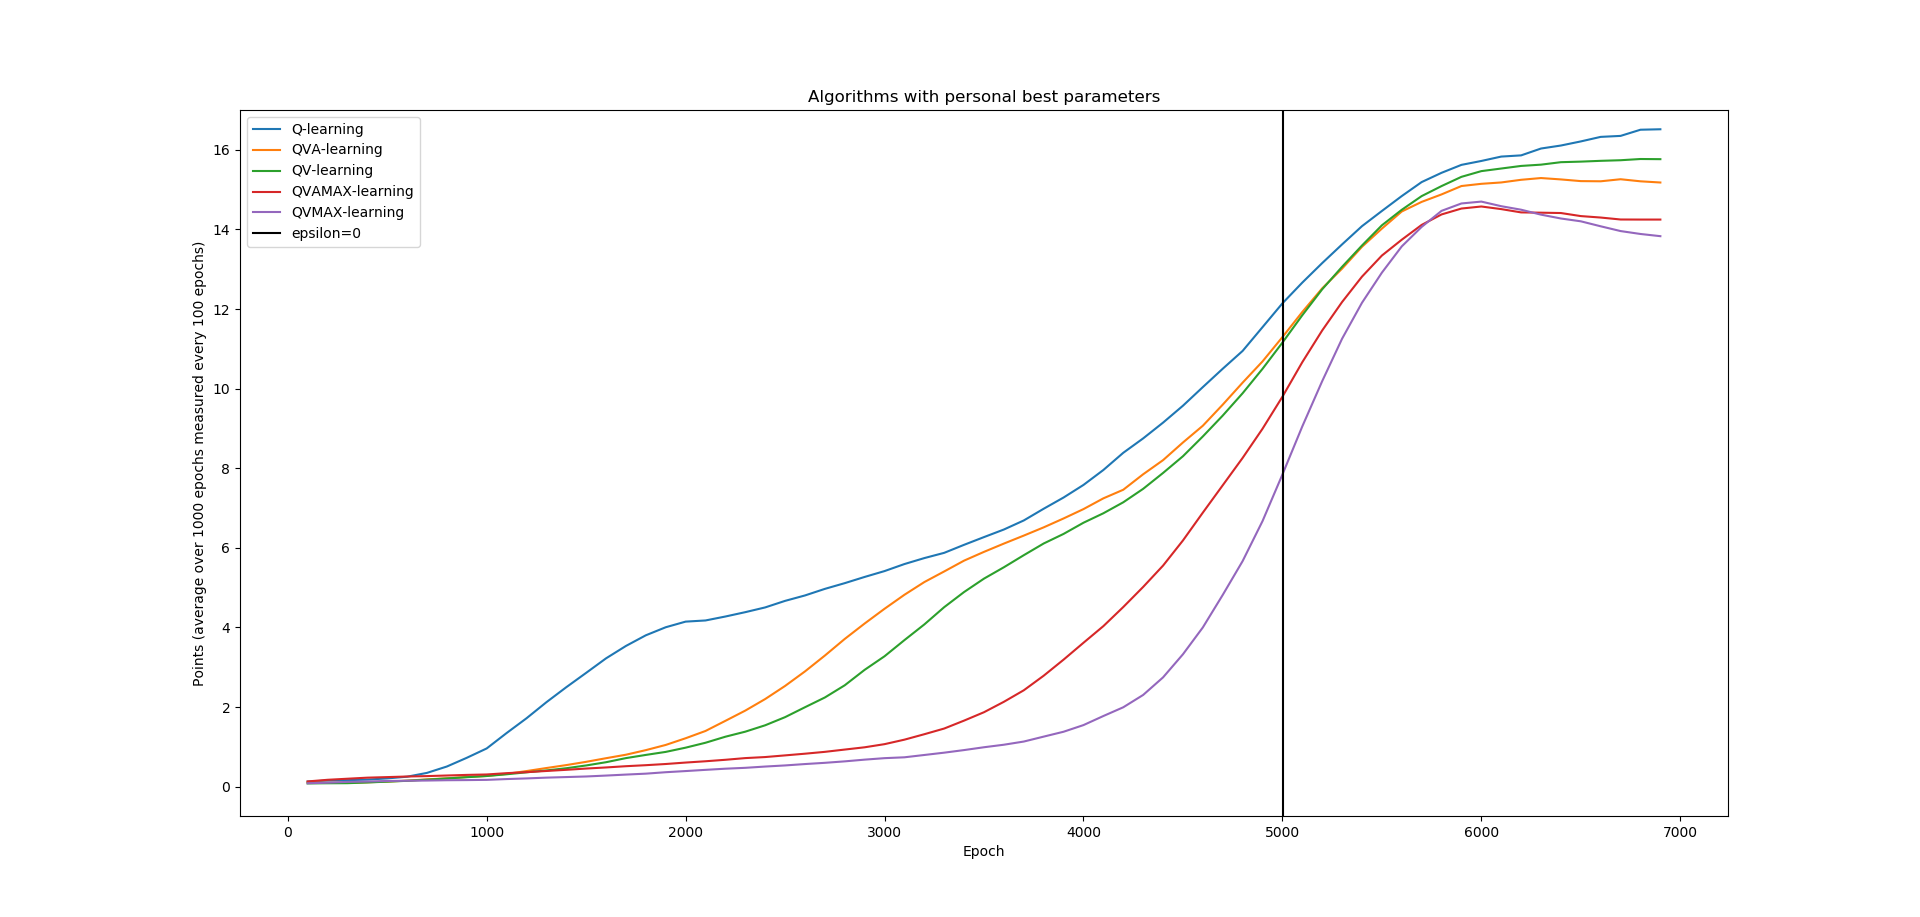 Algorithms with personal best parameters
Q-learning
QVA-learning
QV-learning
QVAMAX-learning
QVMAX-learning
epsilon=0
Points (average over 1000 epochs measured every 100 epochs)
16
14
12
10
8
6
4
2
0
0 1000 2000 3000 4000 5000 6000 7000
Epoch